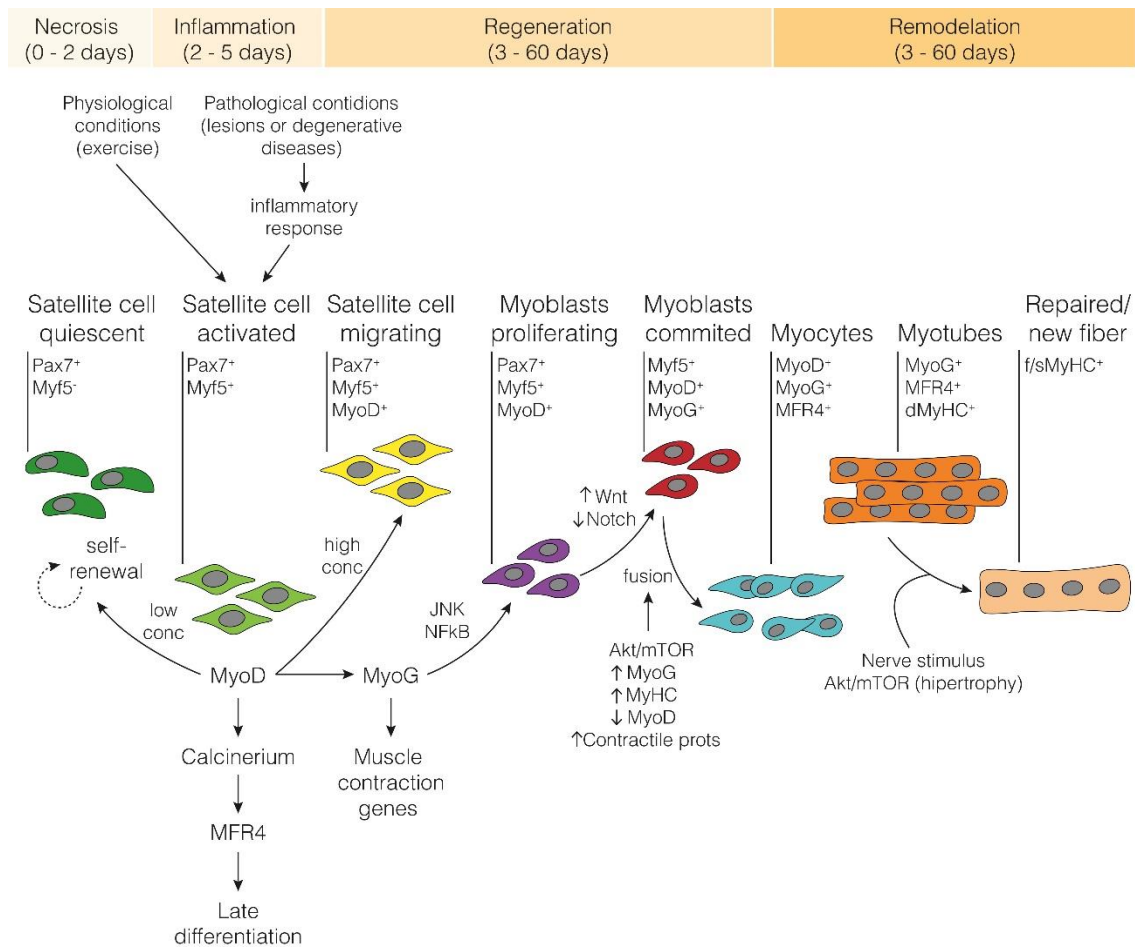 Necrosis
(0 - 2 days)
Inflammation
(2 - 5 days)
Regeneration
(3 - 60 days)
Remodelation
(3 - 60 days)
Physiological
conditions
(exercise)
Pathological contidions
(lesions or degenerative
diseases)
inflammatory
response
Satellite cell
quiescent
Pax7⁺
Myf5⁻
Satellite cell
activated
Pax7⁺
Myf5⁺
Satellite cell
migrating
Pax7⁺
Myf5⁺
MyoD⁺
Myoblasts
proliferating
Pax7⁺
Myf5⁺
MyoD⁺
Myoblasts
commited
Myf5⁺
MyoD⁺
MyoG⁺
Myocytes
MyoD⁺
MyoG⁺
MFR4⁺
Myotubes
MyoG⁺
MFR4⁺
dMyHC⁺
Repaired/
new fiber
f/sMyHC⁺
self-
renewal
low
conc
high
conc
JNK
NFkB
↑Wnt
↓Notch
fusion
MyoD
MyoG
Calcinerium
MFR4
Late
differentiation
Muscle
contraction
genes
Akt/mTOR
↑ MyoG
↑ MyHC
↓ MyoD
↑Contractile prots
Nerve stimulus
Akt/mTOR (hipertrophy)